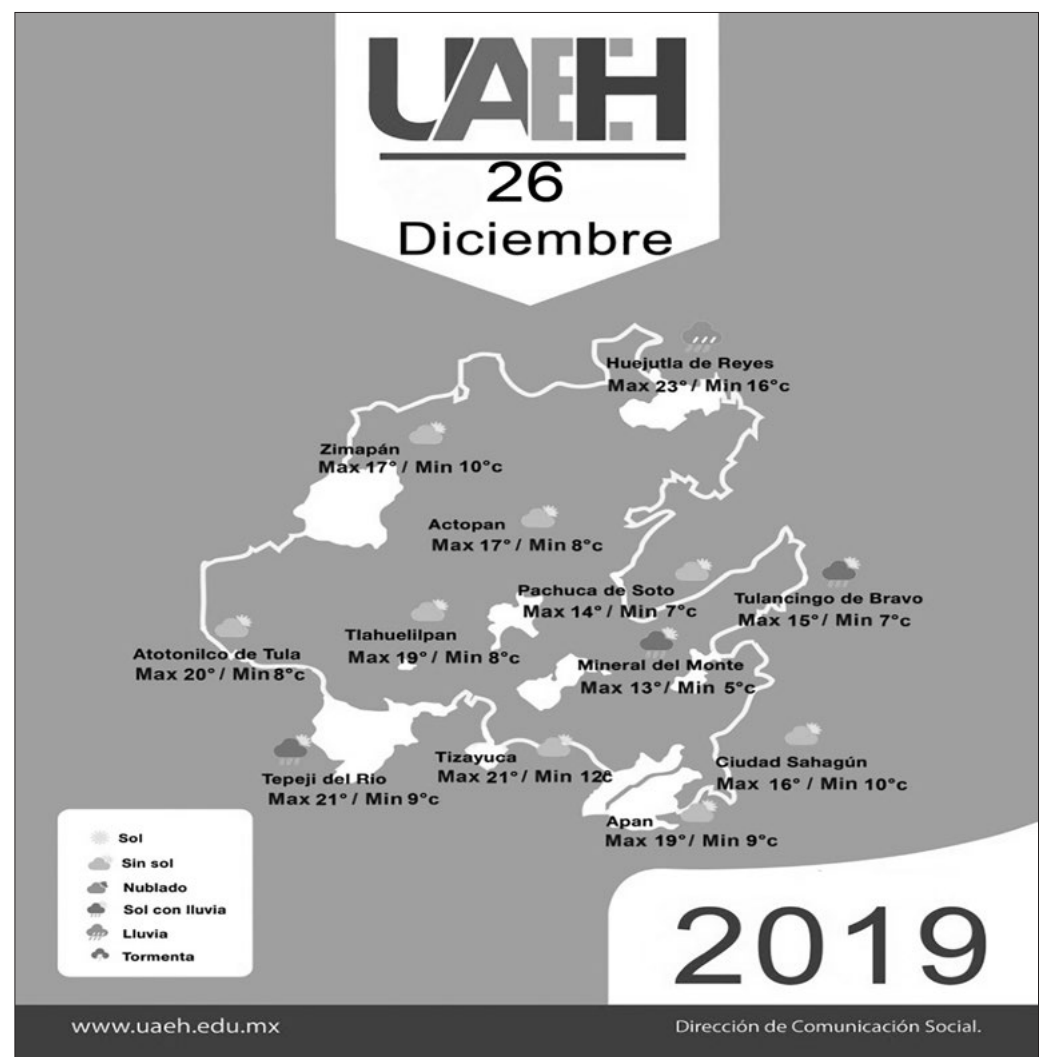 UAEH
26
Diciembre
Huejutla de Reyes
Max 23° / Min 16°c
Zimapán
Max 17° / Min 10°c
Actopan
Max 17° / Min 8°c
Pachuca de Soto
Max 14° / Min 7°c
Tulancingo de Bravo
Max 15° / Min 7°c
Tlahuelilpan
Max 19° / Min 8°c
Atotonilco de Tula
Max 20° / Min 8°c
Mineral del Monte
Max 13° / Min 5°c
Tizayuca
Max 21° / Min 12c
Ciudad Sahagún
Max 16° / Min 10°c
Tepeji del Rio
Max 21° / Min 9°c
Apan
Max 19°/ Min 9°c
Sol
Sin sol
Nublado
Sol con lluvia
Lluvia
Tormenta
2019
www.uaeh.edu.mx
Dirección de Comunicación Social.